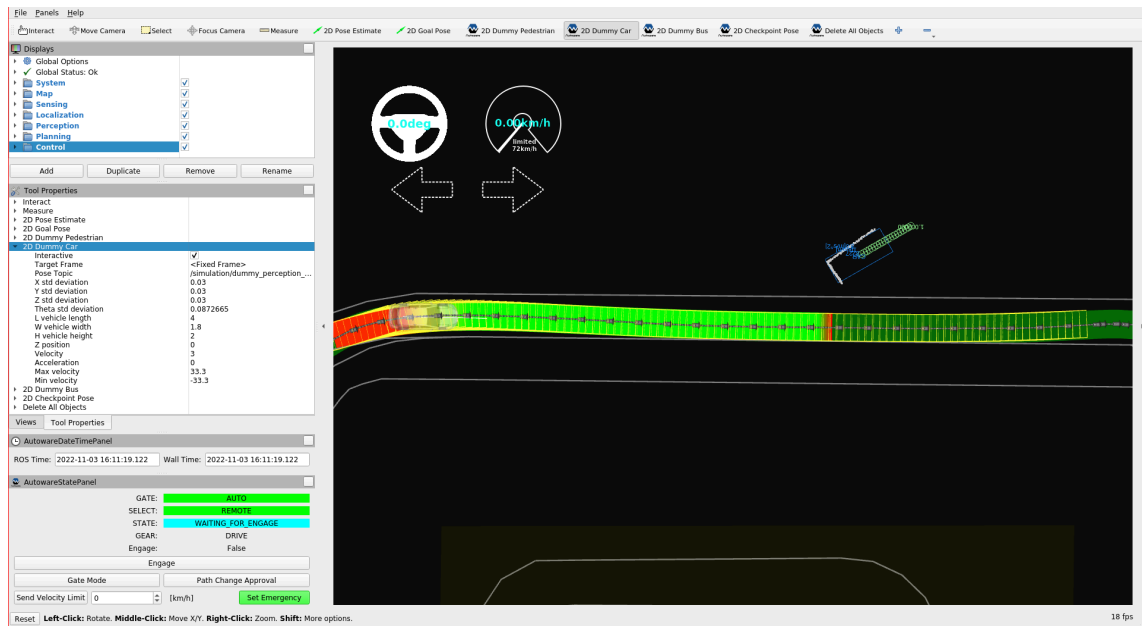 File Panels Help
Interact Move Camera Select Focus Camera Measure 2D Pose Estimate 2D Goal Pose 2D Dummy Pedestrian 2D Dummy Car 2D Dummy Bus 2D Checkpoint Pose Delete All Objects
Displays
Global Options
Global Status: Ok
System
Map
Sensing
Localization
Perception
Planning
Control
Add Duplicate Remove Rename
Tool Properties
Interact
Measure
2D Pose Estimate
2D Goal Pose
2D Dummy Pedestrian
2D Dummy Car
Interactive
Target Frame <Fixed Frame>
Pose Topic /simulation/dummy_perception_...
X std deviation 0.03
Y std deviation 0.03
Z std deviation 0.03
Theta std deviation 0.0872665
L vehicle length 4
W vehicle width 1.8
H vehicle height 2
Z position 0
Velocity 3
Acceleration 0
Max velocity 33.3
Min velocity -33.3
2D Dummy Bus
2D Checkpoint Pose
Delete All Objects
Views Tool Properties
AutowareDateTimePanel
ROS Time: 2022-11-03 16:11:19.122 Wall Time: 2022-11-03 16:11:19.122
AutowareStatePanel
GATE: AUTO
SELECT: REMOTE
STATE: WAITING_FOR_ENGAGE
GEAR: DRIVE
Engage: False
Engage
Gate Mode Path Change Approval
Send Velocity Limit 0 [km/h] Set Emergency
Reset Left-Click: Rotate. Middle-Click: Move X/Y. Right-Click: Zoom. Shift: More options. 18 fps
0.0deg
0.00km/h
limited
72km/h